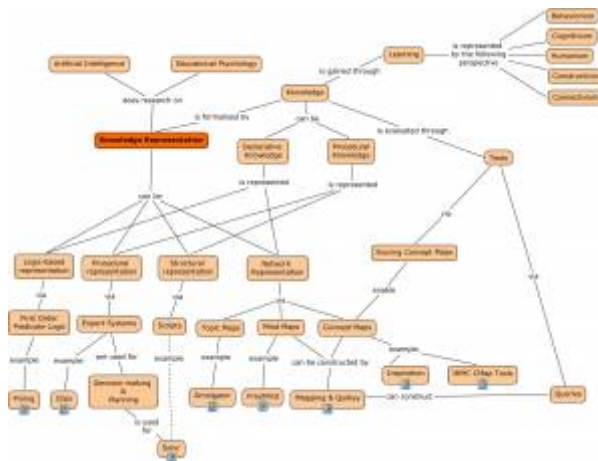 Behaviorism
Cognitivism
Learning
is represented
by the following
perspective
Humanism
Artificial Intelligence
Educational Psychology
Constructivism
is gained through
Connectivism
Knowledge
does research on
is formalised by
can be
is evaluated through
Knowledge Representation
Declarative
Knowledge
Procedural
Knowledge
Tests
is represented
is represented
can be
via
Logic-based
representation
Procedural
representation
Structural
representation
Network
Representation
Scoring Concept Maps
via
via
via
via
via
enable
First Order
Predicate Logic
Expert Systems
Scripts
Topic Maps
Mind Maps
Concept Maps
example
example
are used for
example
example
example
can be constructed by
example
Prolog
Clips
Decision making
&
Planning
FreeMind
Inspiration
IHMC CMap Tools
Mapping & Quikey
can construct
Queries
is used
for